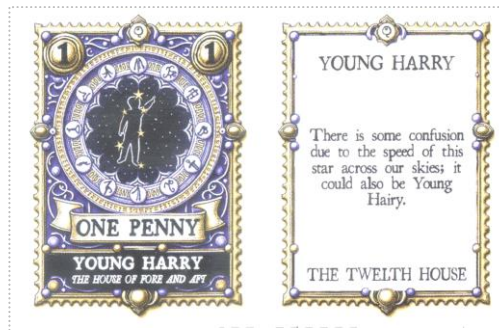 1 1
ONE PENNY
YOUNG HARRY
THE HOUSE OF FORE AND AFT
YOUNG HARRY
There is some confusion
due to the speed of this
star across our skies; it
could also be Young
Hairy.
THE TWELTH HOUSE